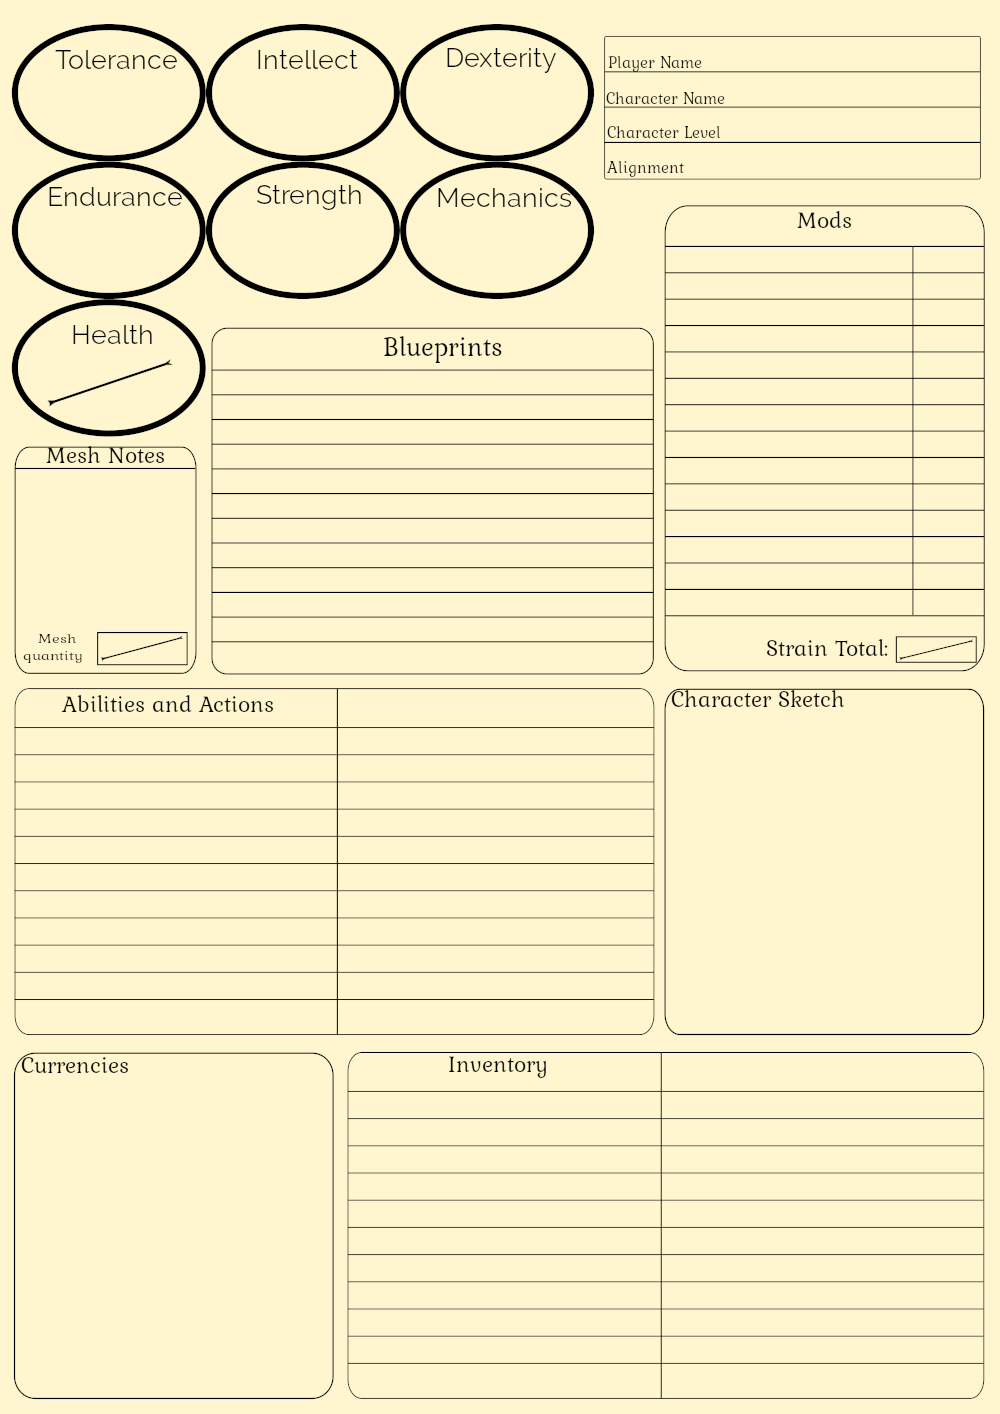 Tolerance
Intellect
Dexterity
Player Name
Character Name
Character Level
Alignment
Endurance
Strength
Mechanics
Mods
Health
Blueprints
Mesh Notes
Mesh
quantity
Strain Total:
Abilities and Actions
Character Sketch
Currencies
Inventory